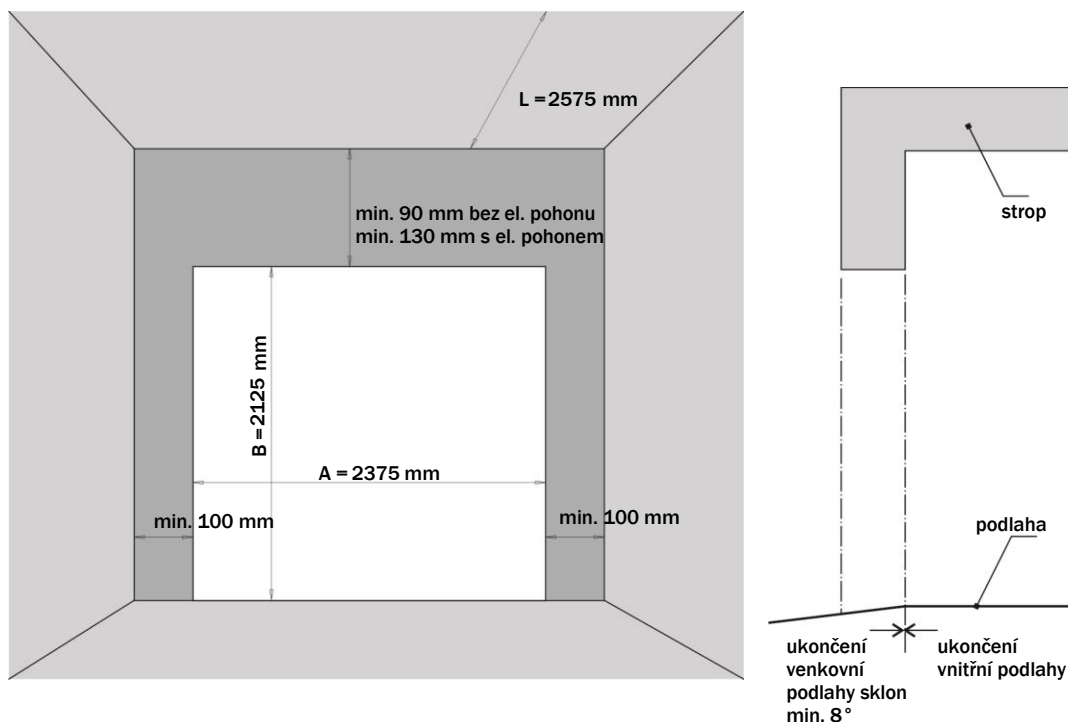 L = 2575 mm
min. 90 mm bez el. pohonu
min. 130 mm s el. pohonem
B = 2125 mm
A = 2375 mm
min. 100 mm
min. 100 mm
strop
podlaha
ukončení
venkovní
podlahy sklon
min. 8°
ukončení
vnitřní podlahy